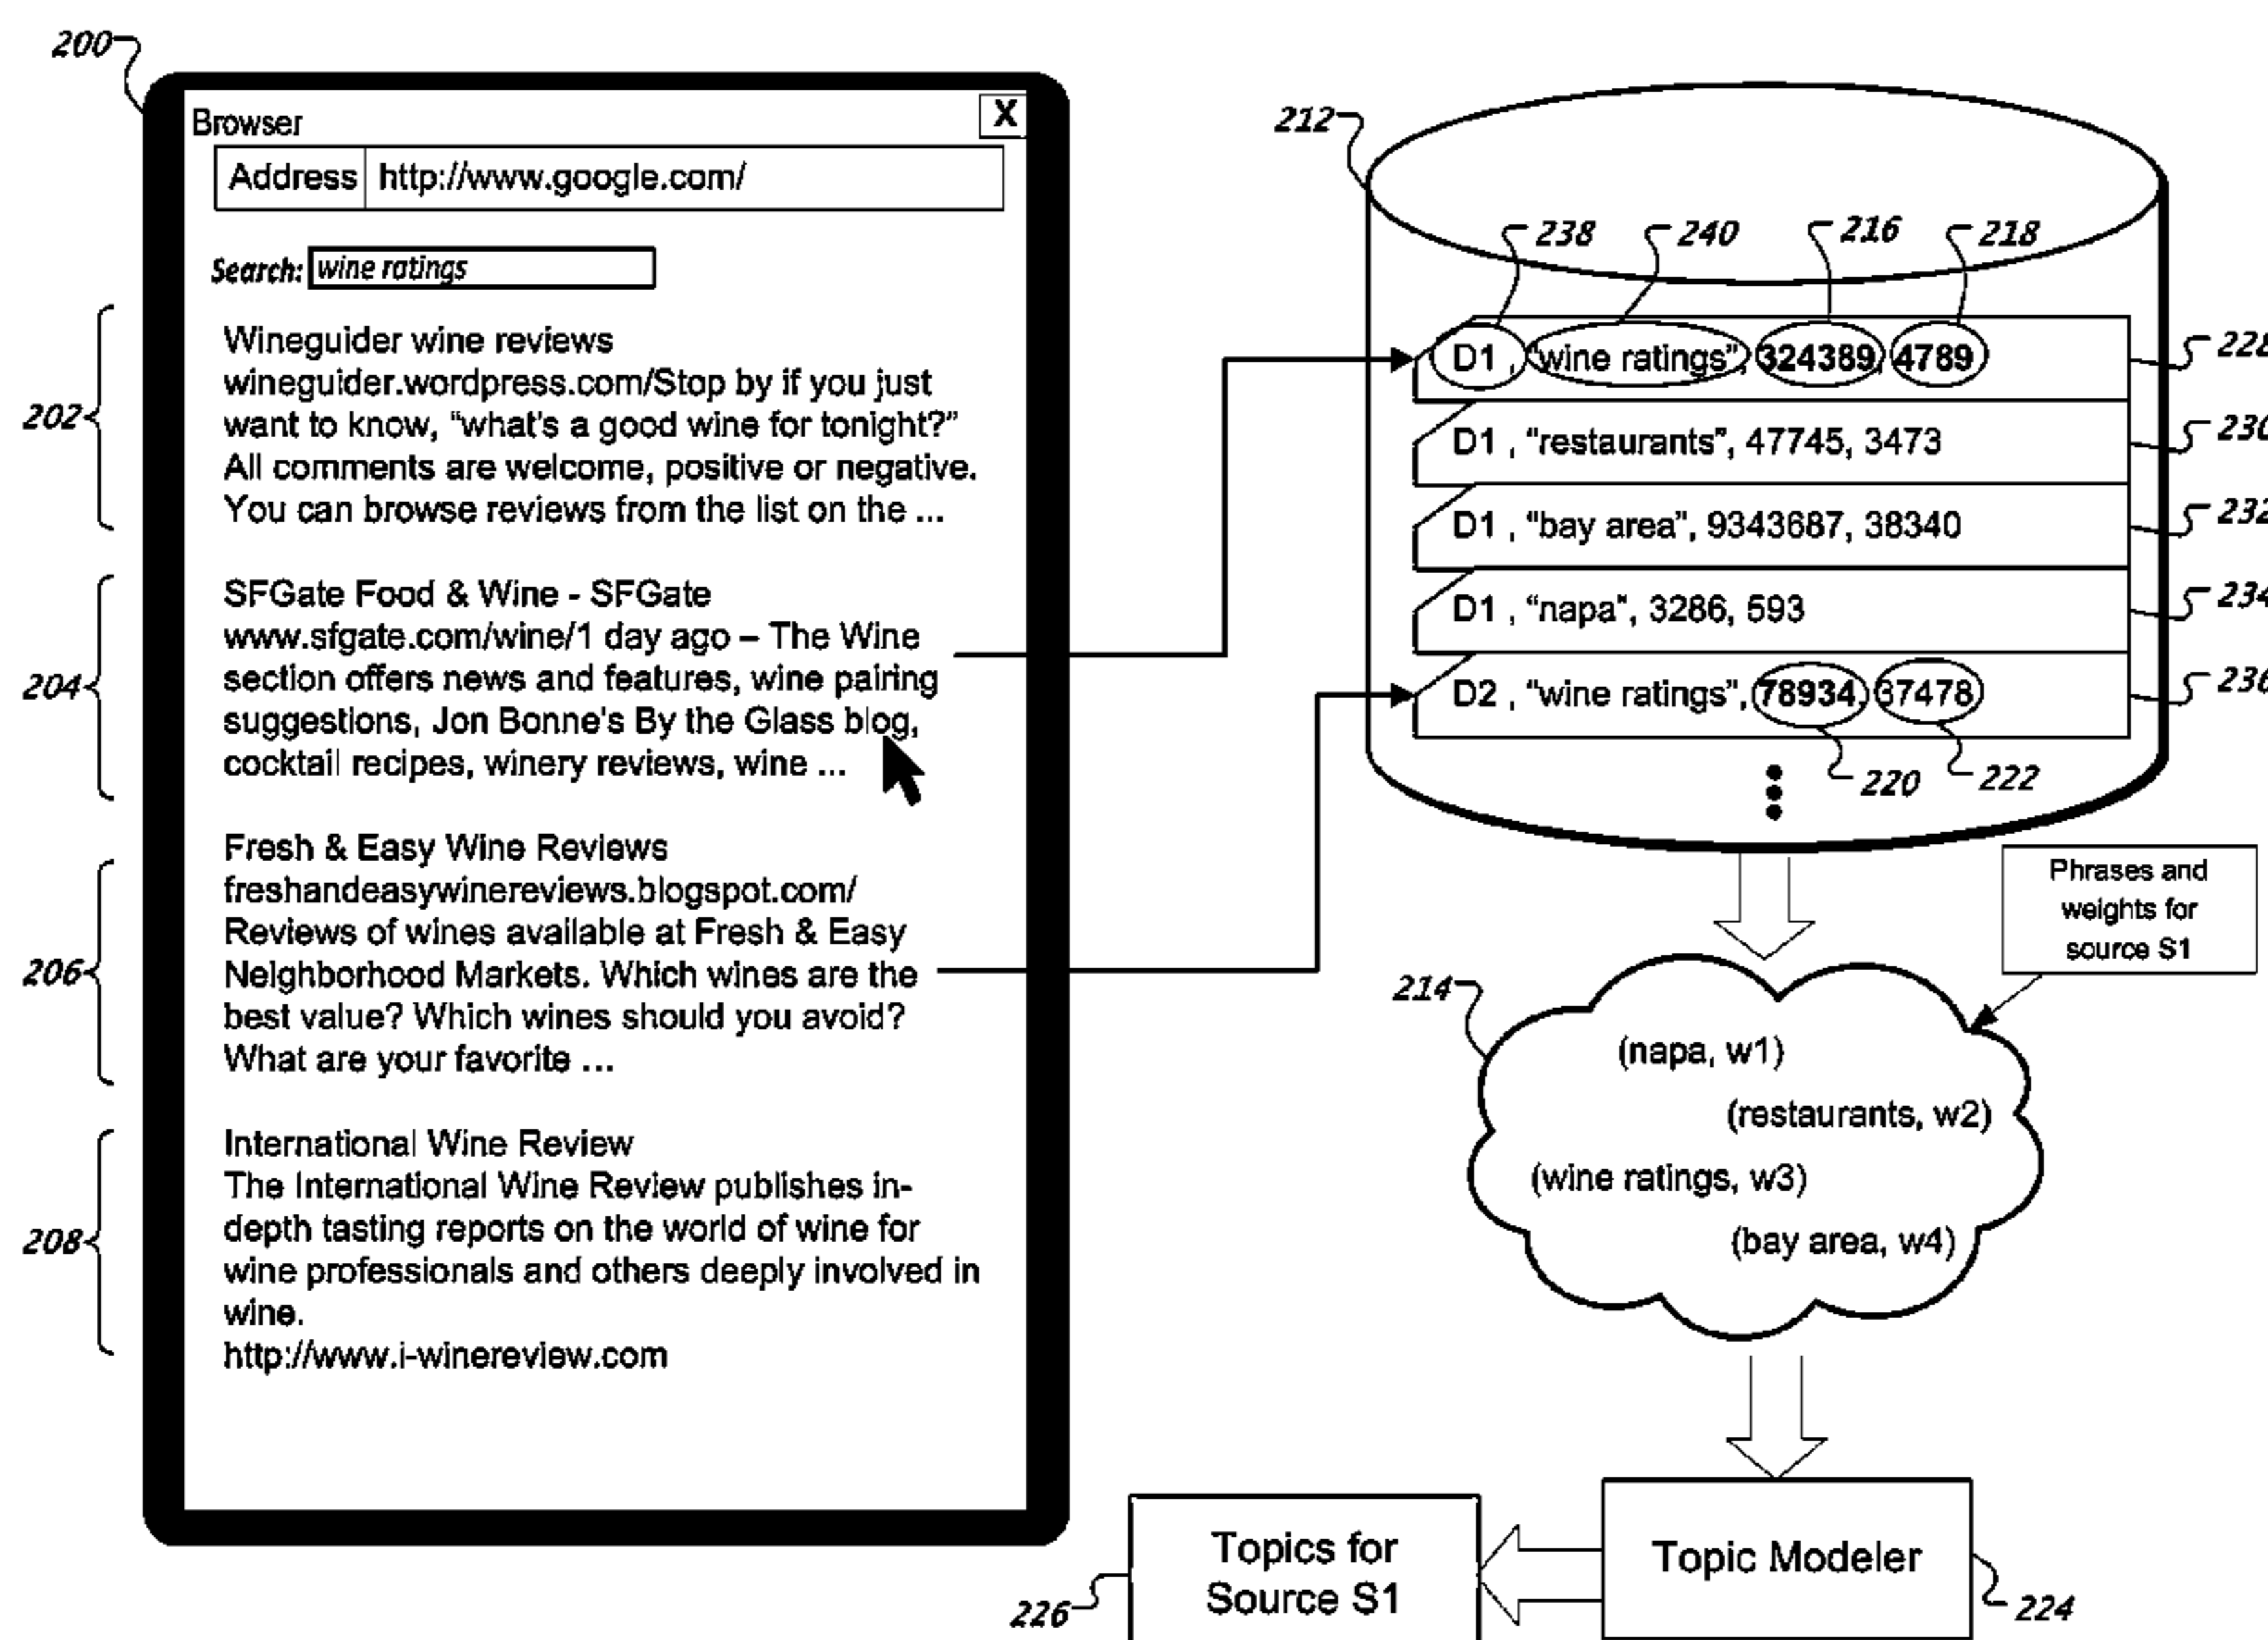 200
Browser
X
Address http://www.google.com/
Search: wine ratings
202
Wineguider wine reviews
wineguider.wordpress.com/Stop by if you just
want to know, “what's a good wine for tonight?”
All comments are welcome, positive or negative.
You can browse reviews from the list on the ...
204
SFGate Food & Wine - SFGate
www.sfgate.com/wine/1 day ago – The Wine
section offers news and features, wine pairing
suggestions, Jon Bonne's By the Glass blog,
cocktail recipes, winery reviews, wine ...
206
Fresh & Easy Wine Reviews
freshandeasywinereviews.blogspot.com/
Reviews of wines available at Fresh & Easy
Neighborhood Markets. Which wines are the
best value? Which wines should you avoid?
What are your favorite ...
208
International Wine Review
The International Wine Review publishes in-
depth tasting reports on the world of wine for
wine professionals and others deeply involved in
wine.
http://www.i-winereview.com
212
238 240 216 218
D1 , “wine ratings”, 324389, 4789 228
D1 , “restaurants”, 47745, 3473 230
D1 , “bay area”, 9343687, 38340 232
D1 , “napa”, 3286, 593 234
D2 , “wine ratings”, 78934, 37478 236
220 222
Phrases and
weights for
source S1
214
(napa, w1)
(restaurants, w2)
(wine ratings, w3)
(bay area, w4)
Topic Modeler
224
Topics for
Source S1
226